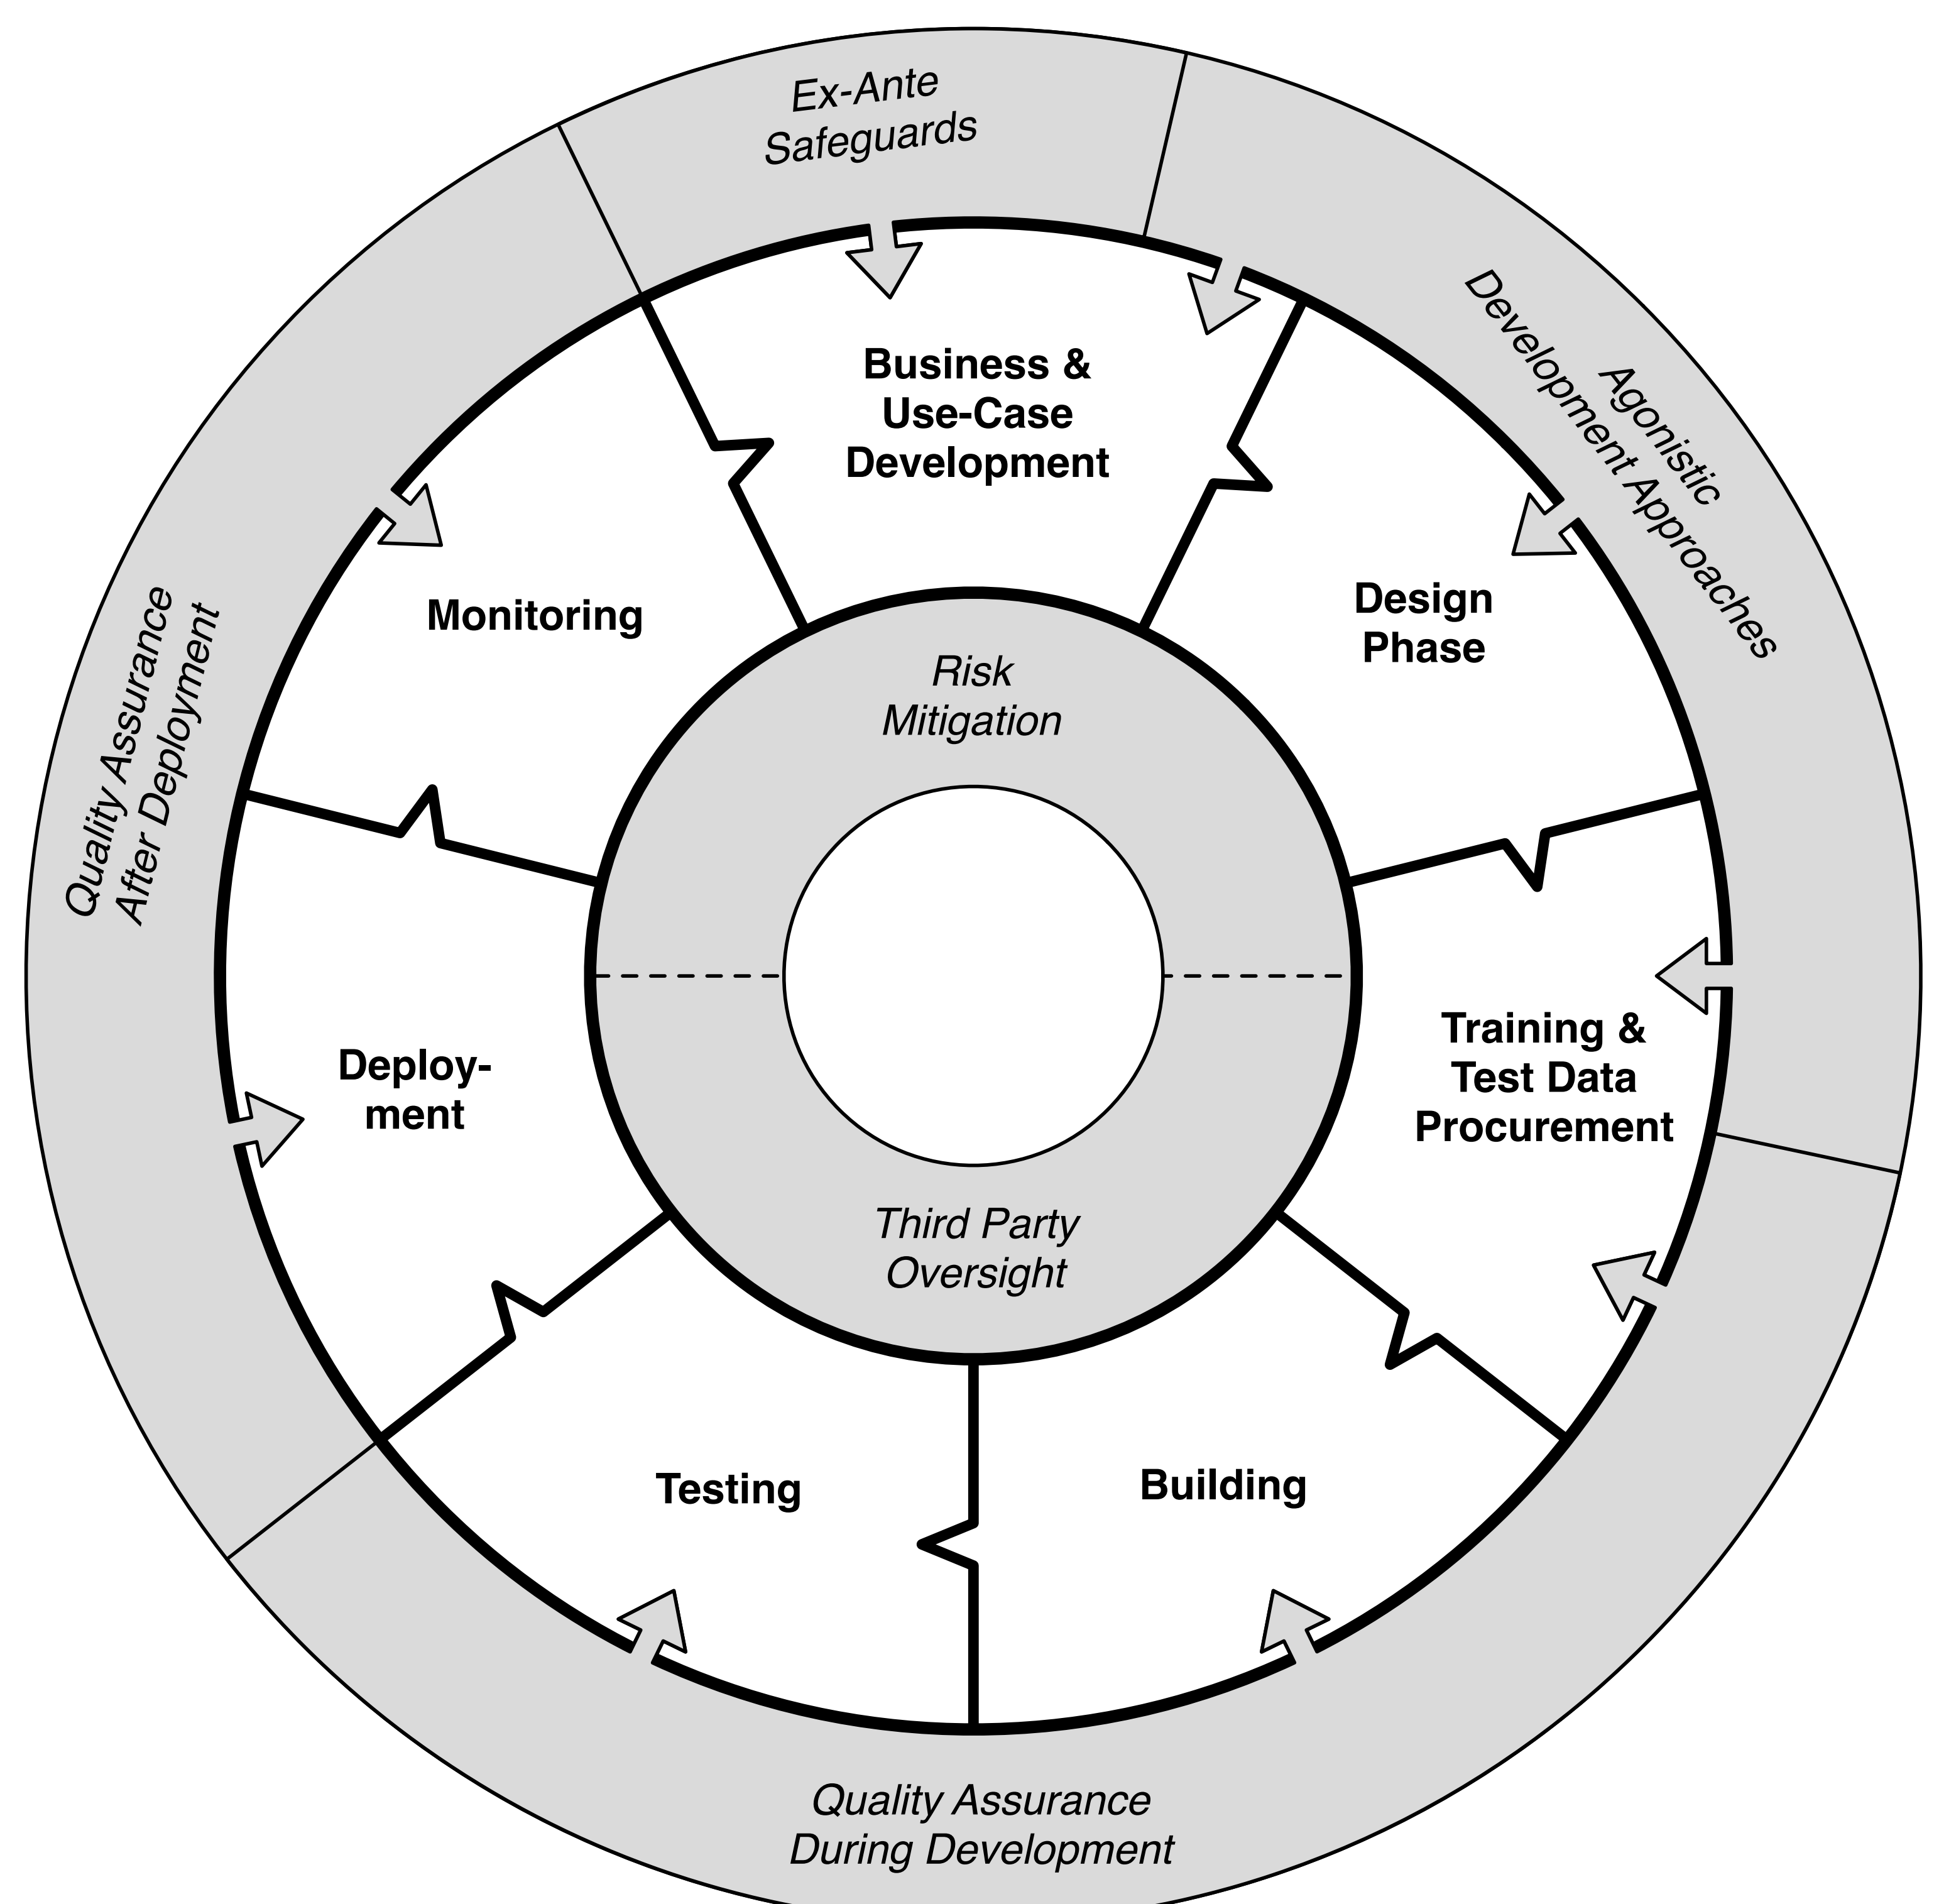 Ex-Ante
Safeguards
Agonistic
Development Approaches
Business &
Use-Case
Development
Design
Phase
Monitoring
Risk
Mitigation
Quality Assurance
After Deployment
Training &
Test Data
Procurement
Deploy-
ment
Third Party
Oversight
Testing
Building
Quality Assurance
During Development